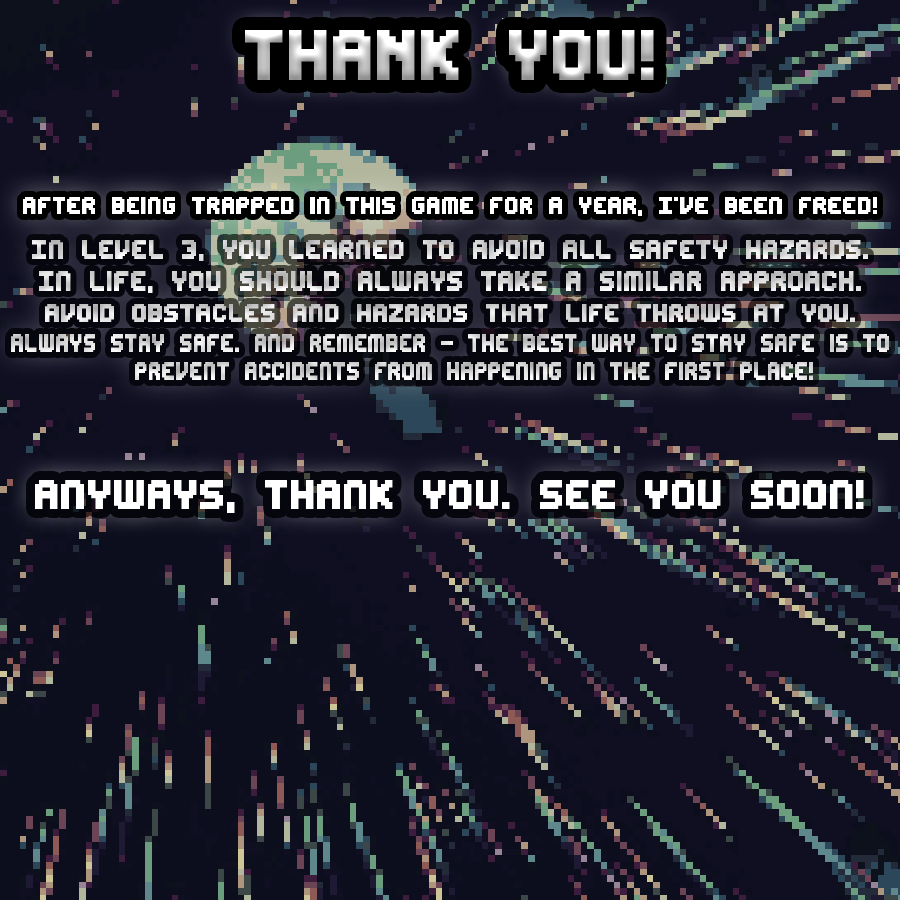 THANK YOU!
AFTER BEING TRAPPED IN THIS GAME FOR A YEAR, I'VE BEEN FREED!
IN LEVEL 3, YOU LEARNED TO AVOID ALL SAFETY HAZARDS.
IN LIFE, YOU SHOULD ALWAYS TAKE A SIMILAR APPROACH.
AVOID OBSTACLES AND HAZARDS THAT LIFE THROWS AT YOU.
ALWAYS STAY SAFE. AND REMEMBER - THE BEST WAY TO STAY SAFE IS TO
PREVENT ACCIDENTS FROM HAPPENING IN THE FIRST PLACE!
ANYWAYS, THANK YOU. SEE YOU SOON!